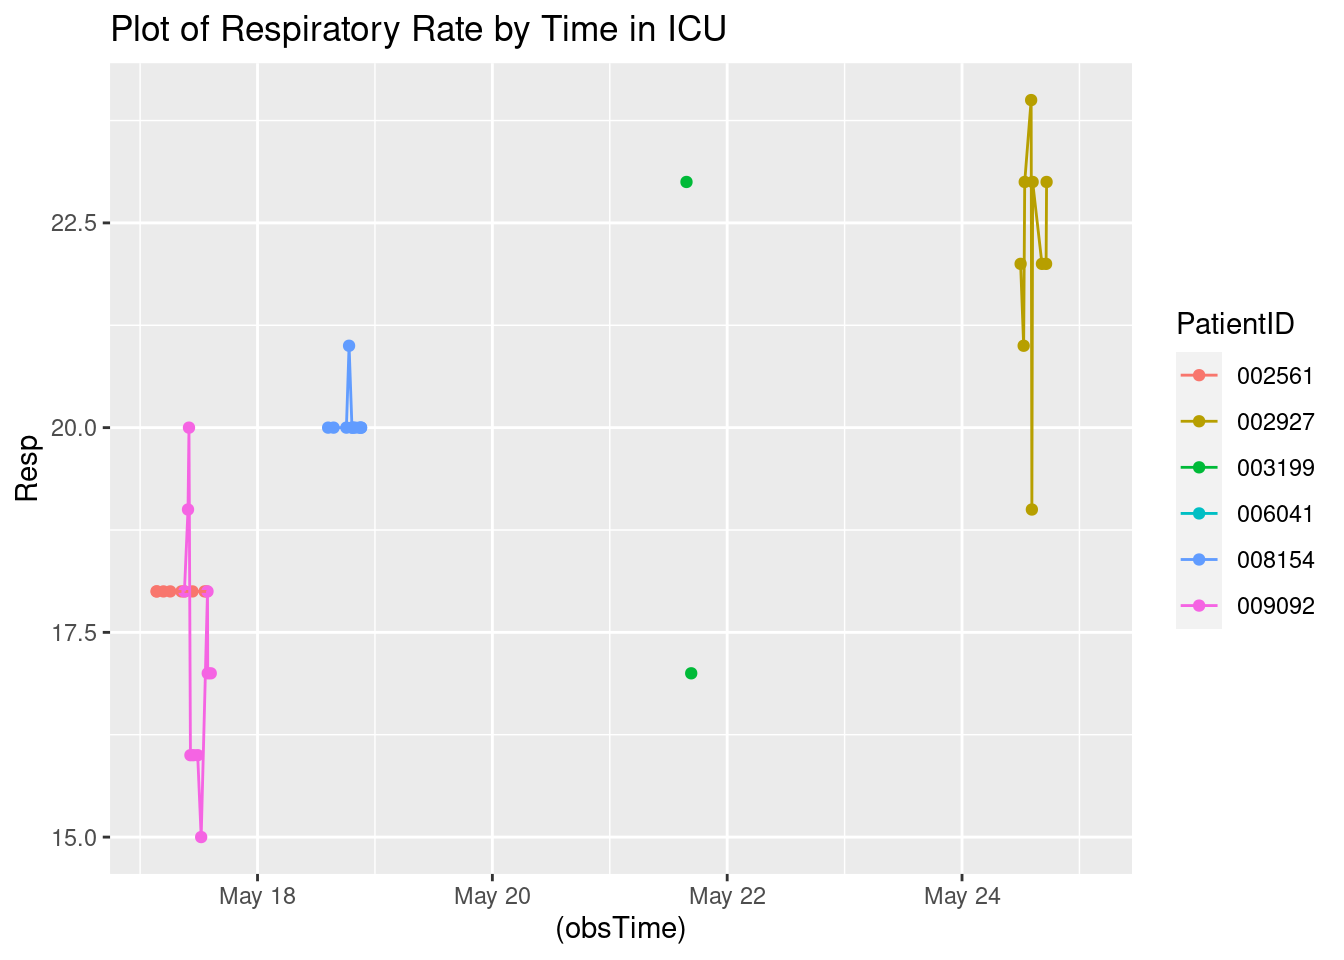 Plot of Respiratory Rate by Time in ICU
Resp
22.5
20.0
17.5
15.0
May 18
May 20
May 22
May 24
(obsTime)
PatientID
002561
002927
003199
006041
008154
009092